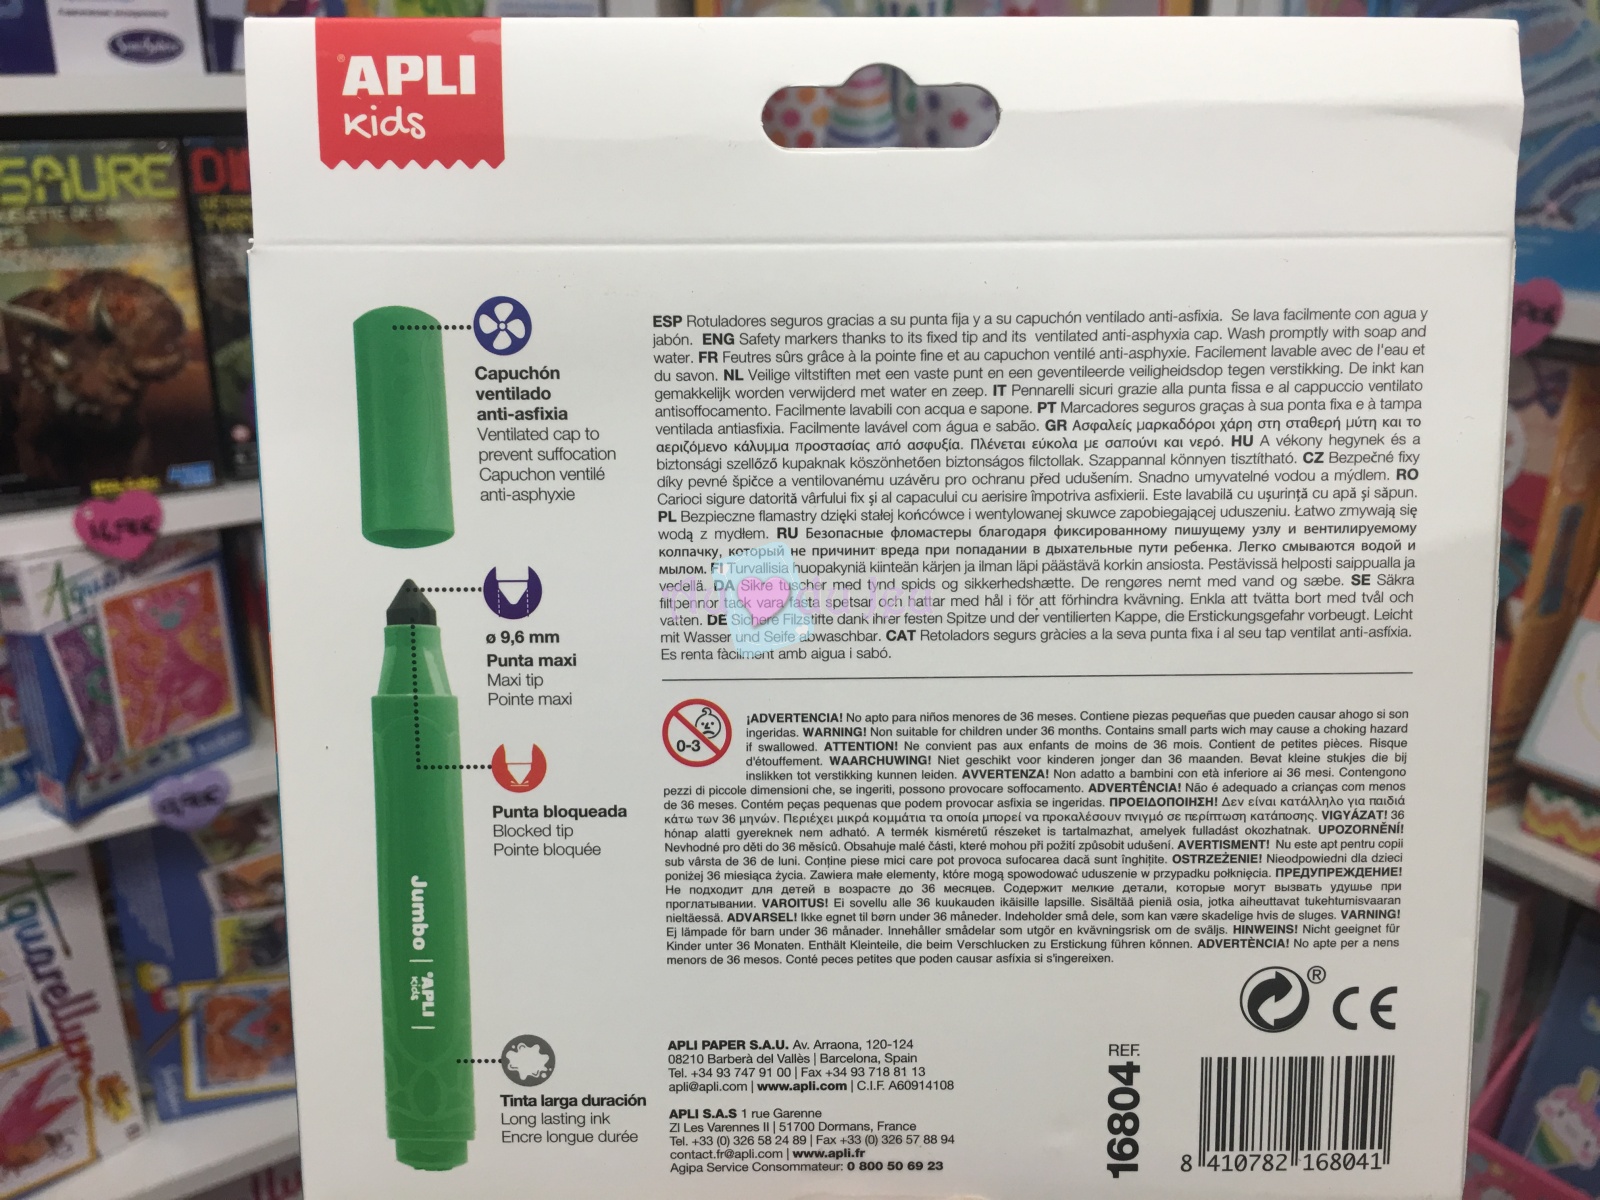 APLI
Kids
Capuchón
ventilado
anti-asfixia
Ventilated cap to
prevent suffocation
Capuchon ventilé
anti-asphyxie
ø 9,6 mm
Punta maxi
Maxi tip
Pointe maxi
Punta bloqueada
Blocked tip
Pointe bloquée
Jumbo | APLI kids |
Tinta larga duración
Long lasting ink
Encre longue durée
ESP Rotuladores seguros gracias a su punta fija y a su capuchón ventilado anti-asfixia. Se lava facilmente con agua y
jabón. ENG Safety markers thanks to its fixed tip and its ventilated anti-asphyxia cap. Wash promptly with soap and
water. FR Feutres sûrs grâce à la pointe fine et au capuchon ventilé anti-asphyxie. Facilement lavable avec de l'eau et
du savon. NL Veilige viltstiften met een vaste punt en een geventileerde veiligheidsdop tegen verstikking. De inkt kan
gemakkelijk worden verwijderd met water en zeep. IT Pennarelli sicuri grazie alla punta fissa e al cappuccio ventilato
antisoffocamento. Facilmente lavabili con acqua e sapone. PT Marcadores seguros graças à sua ponta fixa e à tampa
ventilada antiasfixia. Facilmente lavável com água e sabão. GR Ασφαλείς μαρκαδόροι χάρη στη σταθερή μύτη και το
αεριζόμενο κάλυμμα προστασίας από ασφυξία. Πλένεται εύκολα με σαπούνι και νερό. HU A vékony hegynek és a
biztonsági szellőző kupaknak köszönhetően biztonságos filctollak. Szappannal könnyen tisztítható. CZ Bezpečné fixy
díky pevné špičce a ventilovanému uzávěru pro ochranu před udušením. Snadno umyvatelné vodou a mýdlem. RO
Carioci sigure datorită vârfului fix și al capacului cu aerisire împotriva asfixierii. Este lavabilă cu ușurință cu apă și săpun.
PL Bezpieczne flamastry dzięki stałej końcówce i wentylowanej skuwce zapobiegającej uduszeniu. Łatwo zmywają się
wodą z mydłem. RU Безопасные фломастеры благодаря фиксированному пишущему узлу и вентилируемому
колпачку, который не причинит вреда при попадании в дыхательные пути ребенка. Легко смываются водой и
мылом. FI Turvallisia huopakyniä kiinteän kärjen ja ilman läpi päästävä korkin ansiosta. Pestävissä helposti saippualla ja
vedellä. DA Sikre tuscher med tynd spids og sikkerhedshætte. De rengøres nemt med vand og sæbe. SE Säkra
filtpennor tack vara fasta spetsar och hattar med hål i för att förhindra kvävning. Enkla att tvätta bort med tvål och
vatten. DE Sichere Filzstifte dank ihrer festen Spitze und der ventilierten Kappe, die Erstickungsgefahr vorbeugt. Leicht
mit Wasser und Seife abwaschbar. CAT Retoladors segurs gràcies a la seva punta fixa i al seu tap ventilat anti-asfíxia.
Es renta fàcilment amb aigua i sabó.
0-3
¡ADVERTENCIA! No apto para niños menores de 36 meses. Contiene piezas pequeñas que pueden causar ahogo si son
ingeridas. WARNING! Non suitable for children under 36 months. Contains small parts wich may cause a choking hazard
if swallowed. ATTENTION! Ne convient pas aux enfants de moins de 36 mois. Contient de petites pièces. Risque
d'étouffement. WAARCHUWING! Niet geschikt voor kinderen jonger dan 36 maanden. Bevat kleine stukjes die bij
inslikken tot verstikking kunnen leiden. AVVERTENZA! Non adatto a bambini con età inferiore ai 36 mesi. Contengono
pezzi di piccole dimensioni che, se ingeriti, possono provocare soffocamento. ADVERTÊNCIA! Não é adequado a crianças com menos
de 36 meses. Contém peças pequenas que podem provocar asfixia se ingeridas. ΠΡΟΕΙΔΟΠΟΙΗΣΗ! Δεν είναι κατάλληλο για παιδιά
κάτω των 36 μηνών. Περιέχει μικρά κομμάτια τα οποία μπορεί να προκαλέσουν πνιγμό σε περίπτωση κατάποσης. VIGYÁZAT! 36
hónap alatti gyereknek nem adható. A termék kisméretű részeket is tartalmazhat, amelyek fulladást okozhatnak. UPOZORNĚNÍ!
Nevhodné pro děti do 36 měsíců. Obsahuje malé části, které mohou při požití způsobit udušení. AVERTISMENT! Nu este apt pentru copii
sub vârsta de 36 de luni. Conține piese mici care pot provoca sufocarea dacă sunt înghițite. OSTRZEŻENIE! Nieodpowiedni dla dzieci
poniżej 36 miesiąca życia. Zawiera małe elementy, które mogą spowodować uduszenie w przypadku połknięcia. ПРЕДУПРЕЖДЕНИЕ!
Не подходит для детей в возрасте до 36 месяцев. Содержит мелкие детали, которые могут вызвать удушье при
проглатывании. VAROITUS! Ei sovellu alle 36 kuukauden ikäisille lapsille. Sisältää pieniä osia, jotka aiheuttavat tukehtumisvaaran
nieltäessä. ADVARSEL! Ikke egnet til børn under 36 måneder. Indeholder små dele, som kan være skadelige hvis de sluges. VARNING!
Ej lämpade för barn under 36 månader. Innehåller smådelar som utgör en kvävningsrisk om de sväljs. HINWEINS! Nicht geeignet für
Kinder unter 36 Monaten. Enthält Kleinteile, die beim Verschlucken zu Erstickung führen können. ADVERTÈNCIA! No apte per a nens
menors de 36 mesos. Conté peces petites que poden causar asfixia si s'ingereixen.
® CE
APLI PAPER S.A.U. Av. Arraona, 120-124
08210 Barberà del Vallès | Barcelona, Spain
Tel. +34 93 747 91 00 | Fax +34 93 718 81 13
apli@apli.com | www.apli.com | C.I.F. A60914108
APLI S.A.S 1 rue Garenne
ZI Les Varennes II | 51700 Dormans, France
Tel. +33 (0) 326 58 24 89 | Fax +33 (0) 326 57 88 94
contact.fr@apli.com | www.apli.fr
Agipa Service Consommateur: 0 800 50 69 23
REF.
16804
8 410782 168041
SAURE
Aquarellum